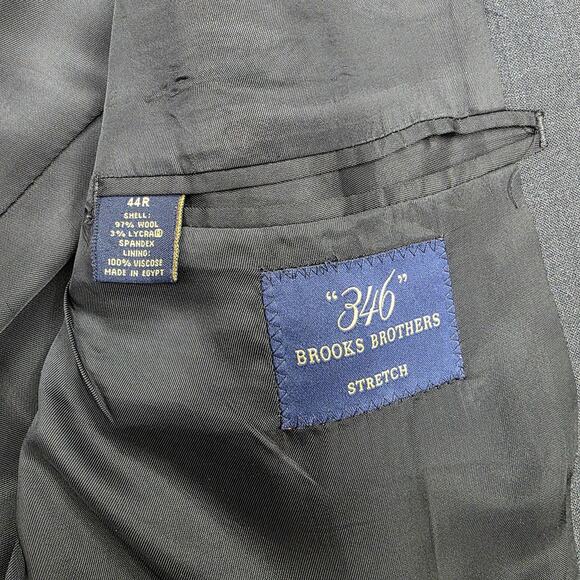 44R
SHELL:
97% WOOL
3% LYCRA®
SPANDEX
LINING:
100% VISCOSE
MADE IN EGYPT
"346"
BROOKS BROTHERS
STRETCH